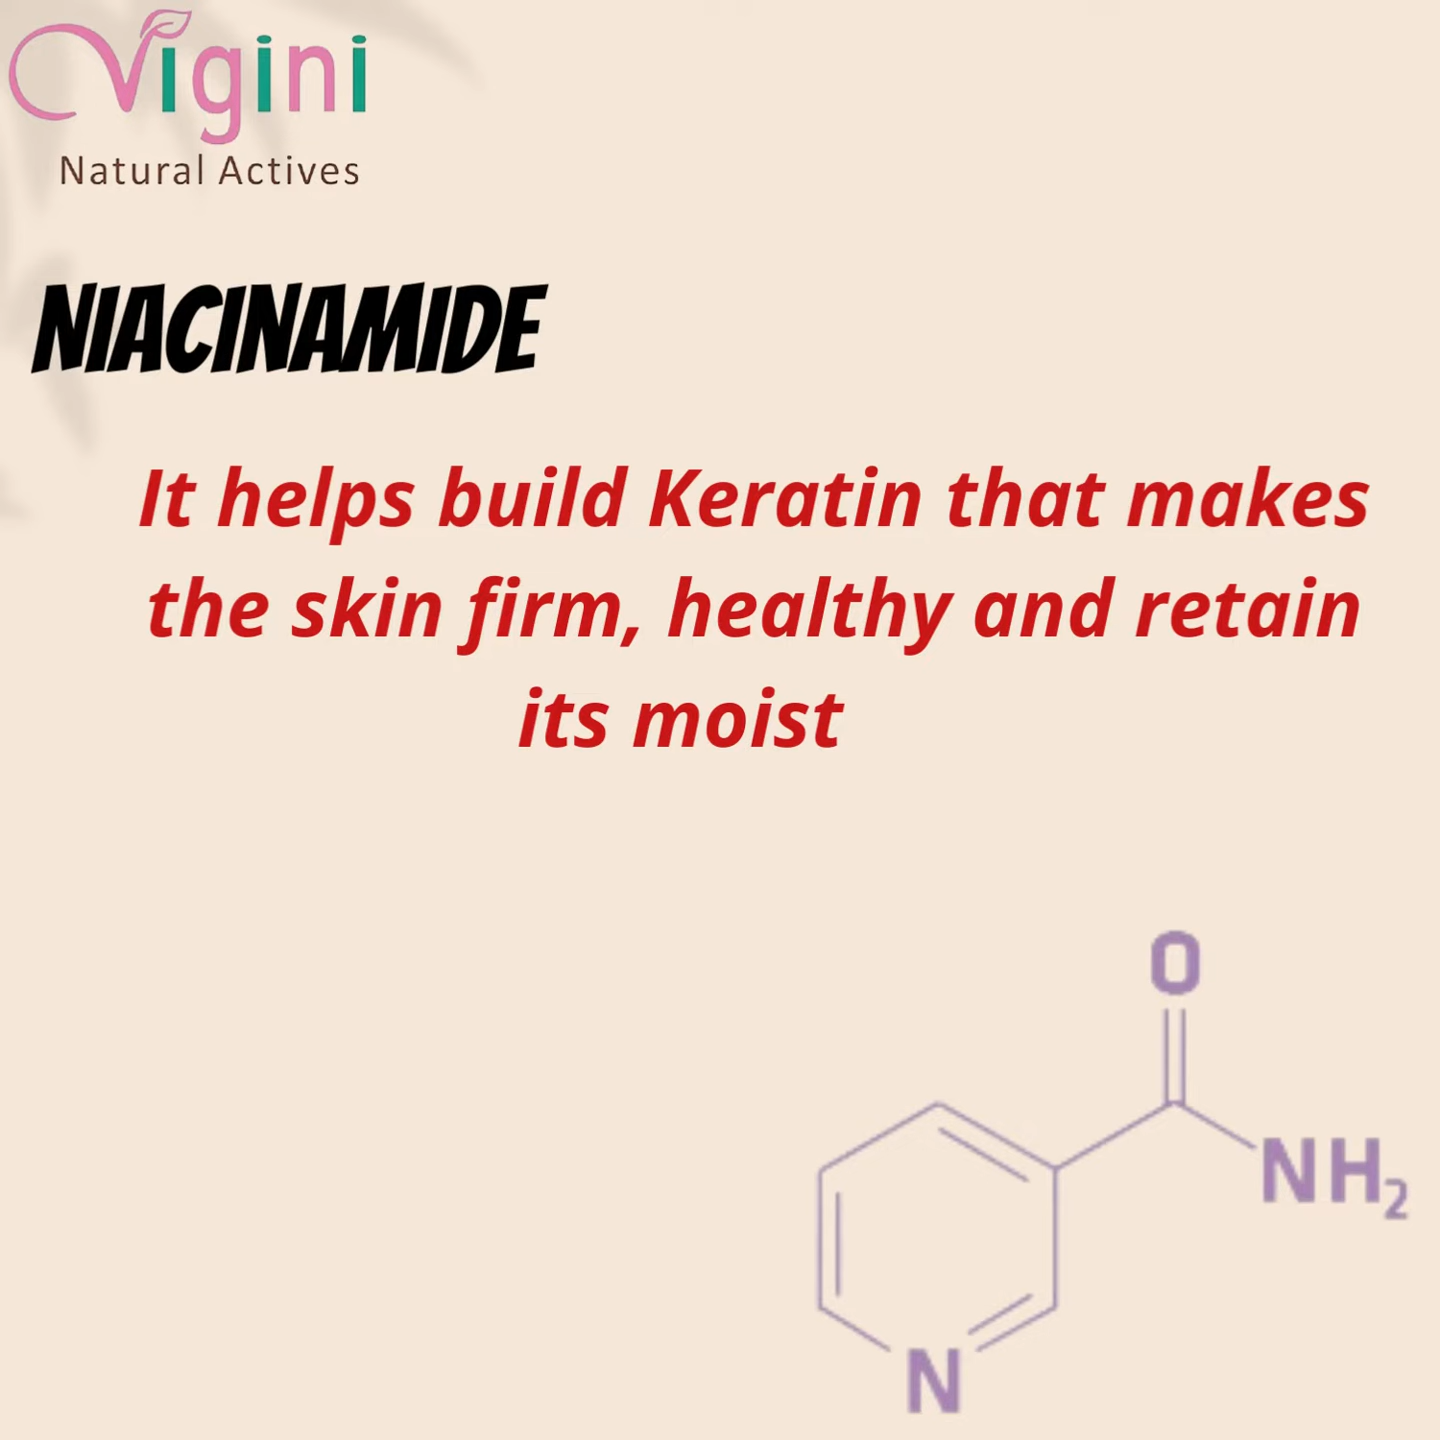 Vigini
Natural Actives
NIACINAMIDE
It helps build Keratin that makes
the skin firm, healthy and retain
its moist
O
NH₂
N